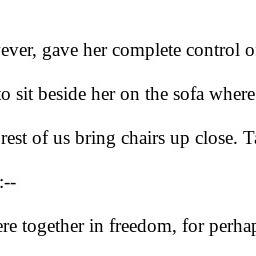 ever, gave her complete control o
to sit beside her on the sofa where
rest of us bring chairs up close. Ta
:--
ere together in freedom, for perhap